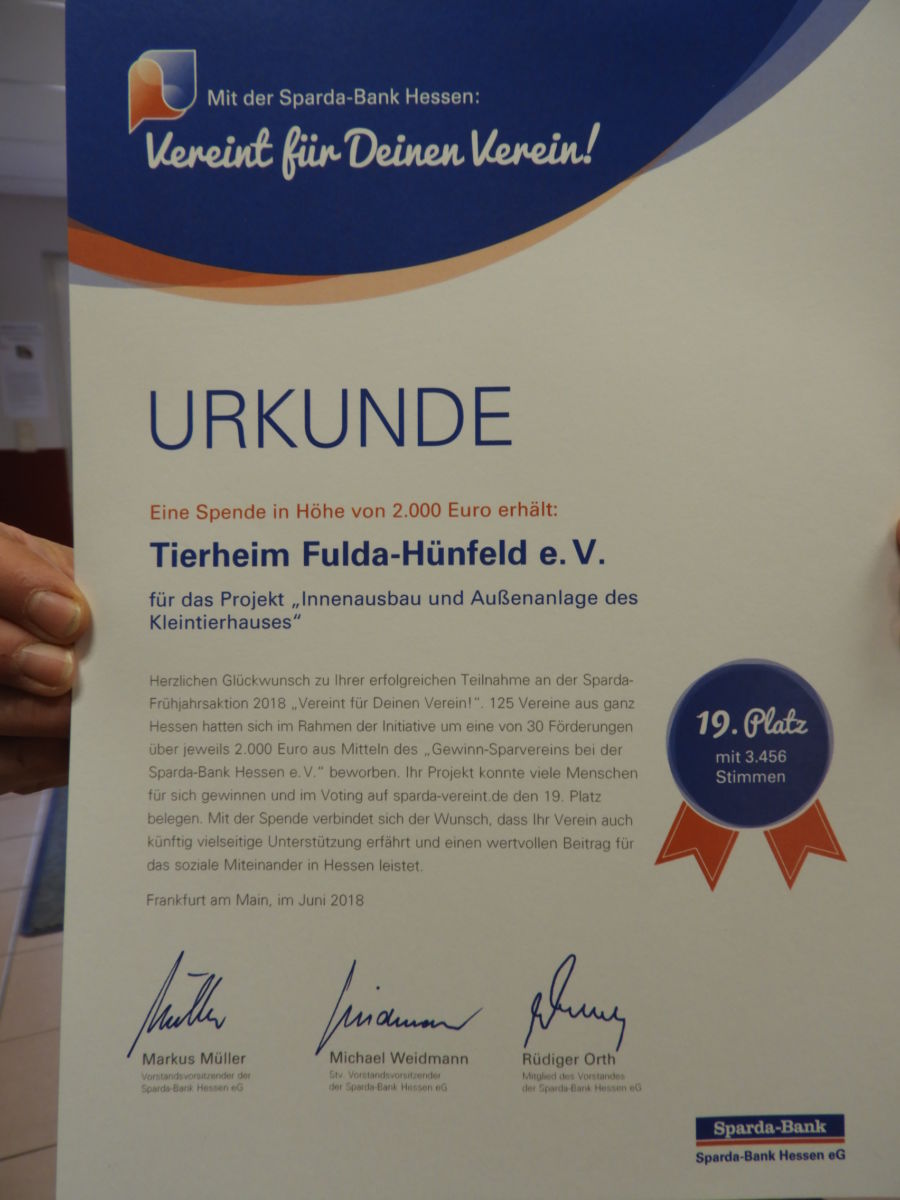 Mit der Sparda-Bank Hessen:
Vereint für Deinen Verein!
URKUNDE
Eine Spende in Höhe von 2.000 Euro erhält:
Tierheim Fulda-Hünfeld e. V.
für das Projekt „Innenausbau und Außenanlage des
Kleintierhauses“
Herzlichen Glückwunsch zu Ihrer erfolgreichen Teilnahme an der Sparda-
Frühjahrsaktion 2018 „Vereint für Deinen Verein!“. 125 Vereine aus ganz
Hessen hatten sich im Rahmen der Initiative um eine von 30 Förderungen
über jeweils 2.000 Euro aus Mitteln des „Gewinn-Sparvereins bei der
Sparda-Bank Hessen e. V.“ beworben. Ihr Projekt konnte viele Menschen
für sich gewinnen und im Voting auf sparda-vereint.de den 19. Platz
belegen. Mit der Spende verbindet sich der Wunsch, dass Ihr Verein auch
künftig vielseitige Unterstützung erfährt und einen wertvollen Beitrag für
das soziale Miteinander in Hessen leistet.
19. Platz
mit 3.456
Stimmen
Frankfurt am Main, im Juni 2018
Markus Müller
Vorstandsvorsitzender der
Sparda-Bank Hessen eG
Michael Weidmann
Stv. Vorstandsvorsitzender
der Sparda-Bank Hessen eG
Rüdiger Orth
Mitglied des Vorstandes
der Sparda-Bank Hessen eG
Sparda-Bank
Sparda-Bank Hessen eG